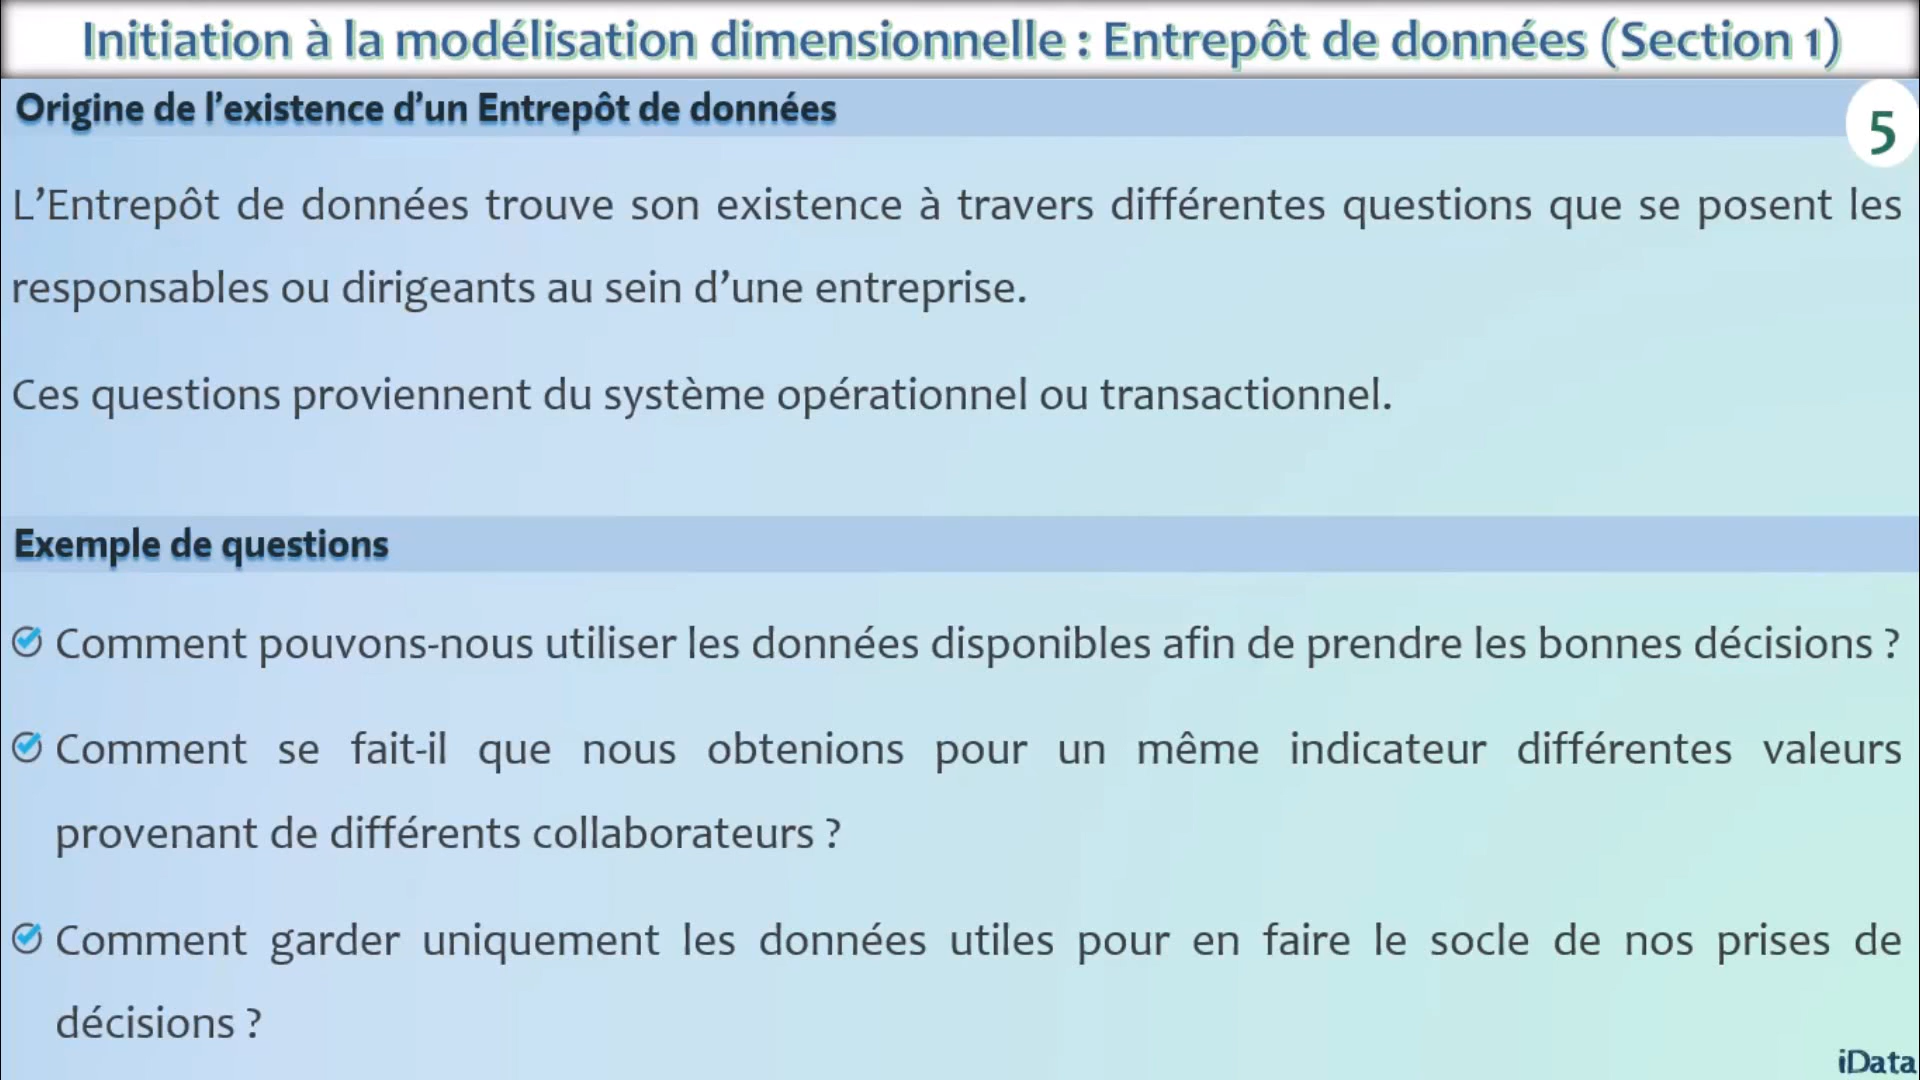 Initiation à la modélisation dimensionnelle : Entrepôt de données (Section 1)
Origine de l’existence d’un Entrepôt de données
5
L’Entrepôt de données trouve son existence à travers différentes questions que se posent les
responsables ou dirigeants au sein d’une entreprise.
Ces questions proviennent du système opérationnel ou transactionnel.
Exemple de questions
Comment pouvons-nous utiliser les données disponibles afin de prendre les bonnes décisions ?
Comment se fait-il que nous obtenions pour un même indicateur différentes valeurs
provenant de différents collaborateurs ?
Comment garder uniquement les données utiles pour en faire le socle de nos prises de
décisions ?
iData